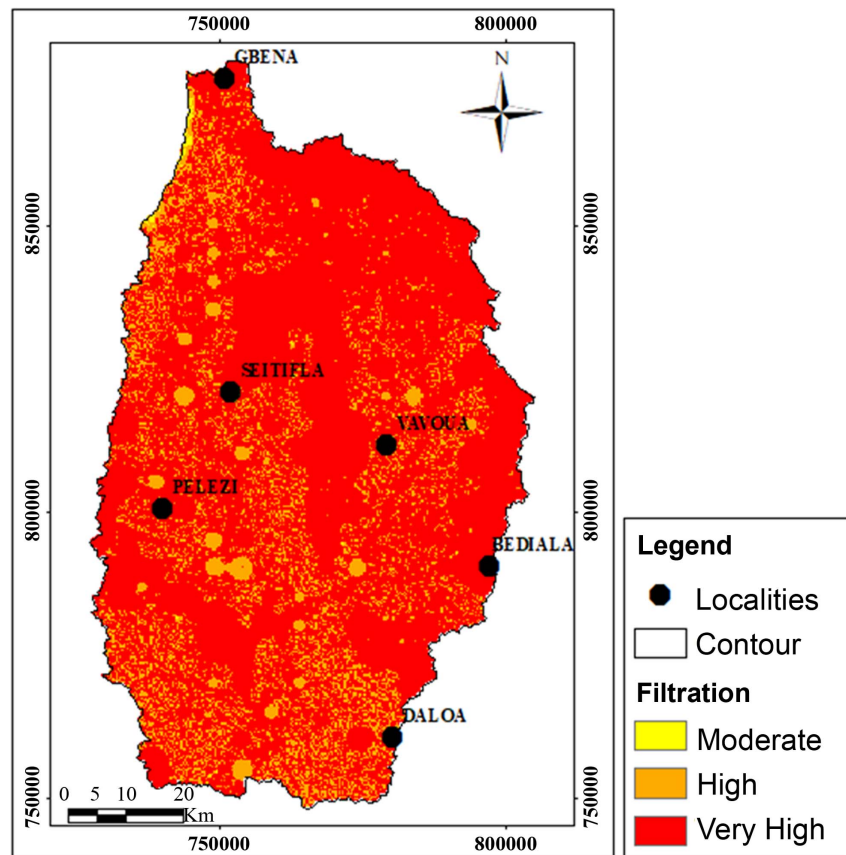 750000 800000
GBENA
N
850000 850000
SEITIFLA
VAVOUA
PELEZI
800000 800000
BEDIALA
DALOA
750000 750000
0 5 10 20
Km
750000 800000
Legend
Localities
Contour
Filtration
Moderate
High
Very High